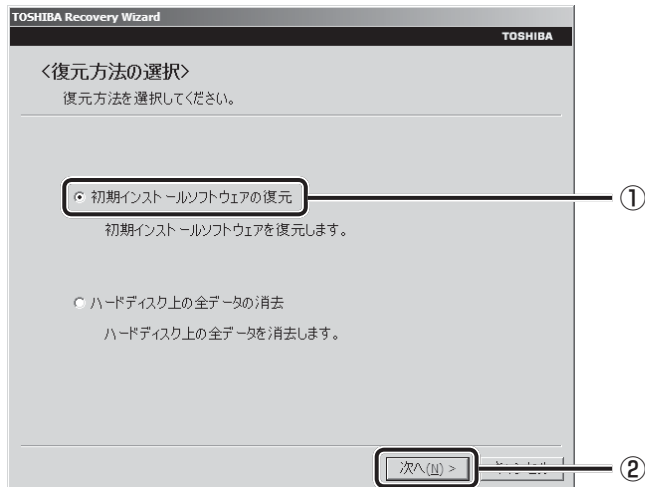 TOSHIBA Recovery Wizard
TOSHIBA
<復元方法の選択>
復元方法を選択してください。
初期インストールソフトウェアの復元
①
初期インストールソフトウェアを復元します。
ハードディスク上の全データの消去
ハードディスク上の全データを消去します。
次へ(N) >
②